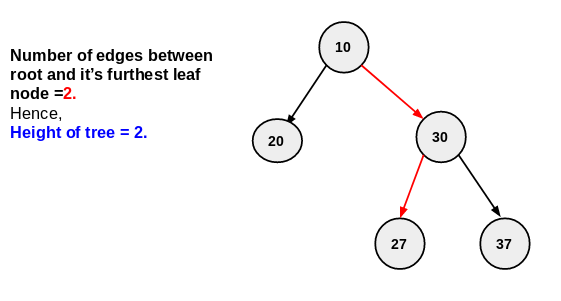 Number of edges between
root and it's furthest leaf
node =2.
Hence,
Height of tree = 2.
10
20
30
27
37